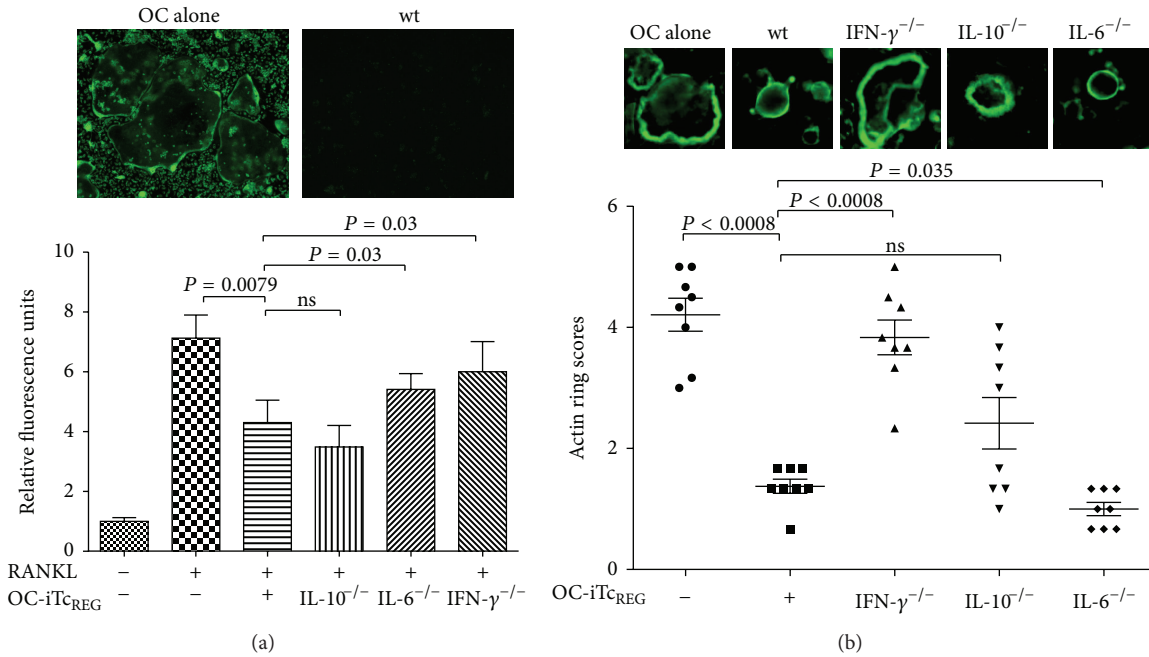 OC alone wt
P = 0.03
P = 0.03
P = 0.0079
ns
10
8
6
4
2
0
Relative fluorescence units
RANKL − + + + + +
OC-iTcREG − − + IL-10−/− IL-6−/− IFN-γ−/−
(a)
OC alone wt IFN-γ−/− IL-10−/− IL-6−/−
P = 0.035
P < 0.0008
P < 0.0008
ns
6
4
2
0
Actin ring scores
OC-iTcREG − + IFN-γ−/− IL-10−/− IL-6−/−
(b)